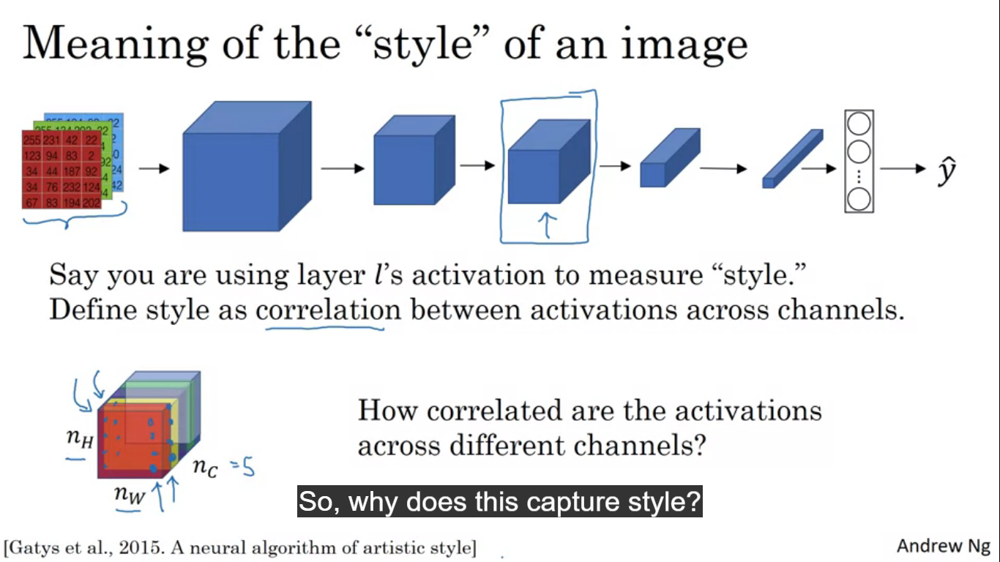 Meaning of the “style” of an image
255 231 42 22
123 94 83 2
34 44 187 92
34 76 232 124
67 83 194 202
ŷ
Say you are using layer l’s activation to measure “style.”
Define style as correlation between activations across channels.
How correlated are the activations
across different channels?
n_H
n_C = 5
n_W
So, why does this capture style?
[Gatys et al., 2015. A neural algorithm of artistic style]
Andrew Ng